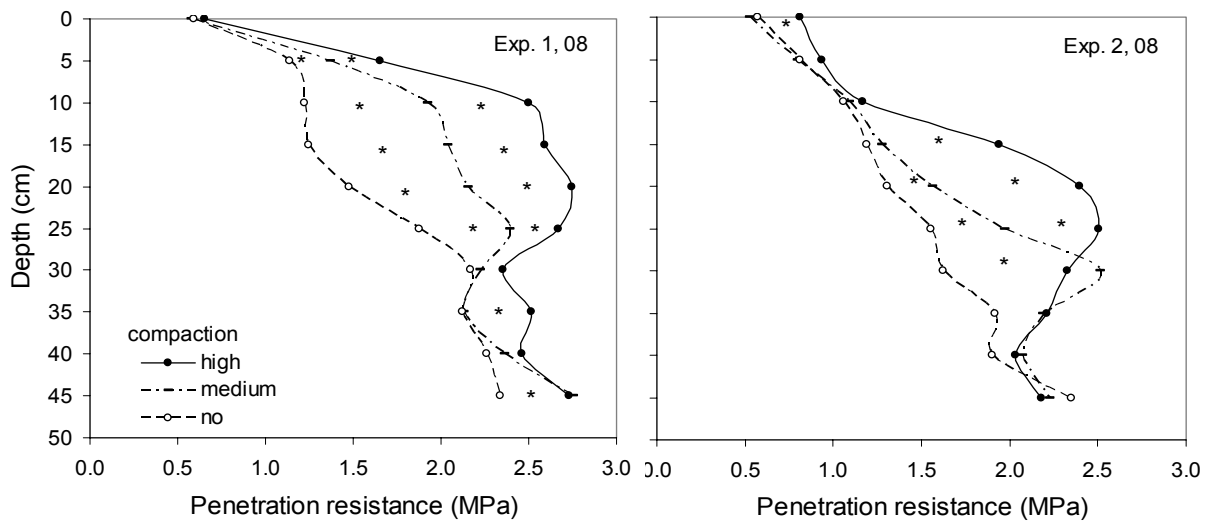 Exp. 1, 08
Depth (cm)
0
5
10
15
20
25
30
35
40
45
50
compaction
high
medium
no
* * * * * * * * * * * * *
0.0 0.5 1.0 1.5 2.0 2.5 3.0
Penetration resistance (MPa)
Exp. 2, 08
* * * * * * *
0.0 0.5 1.0 1.5 2.0 2.5 3.0
Penetration resistance (MPa)